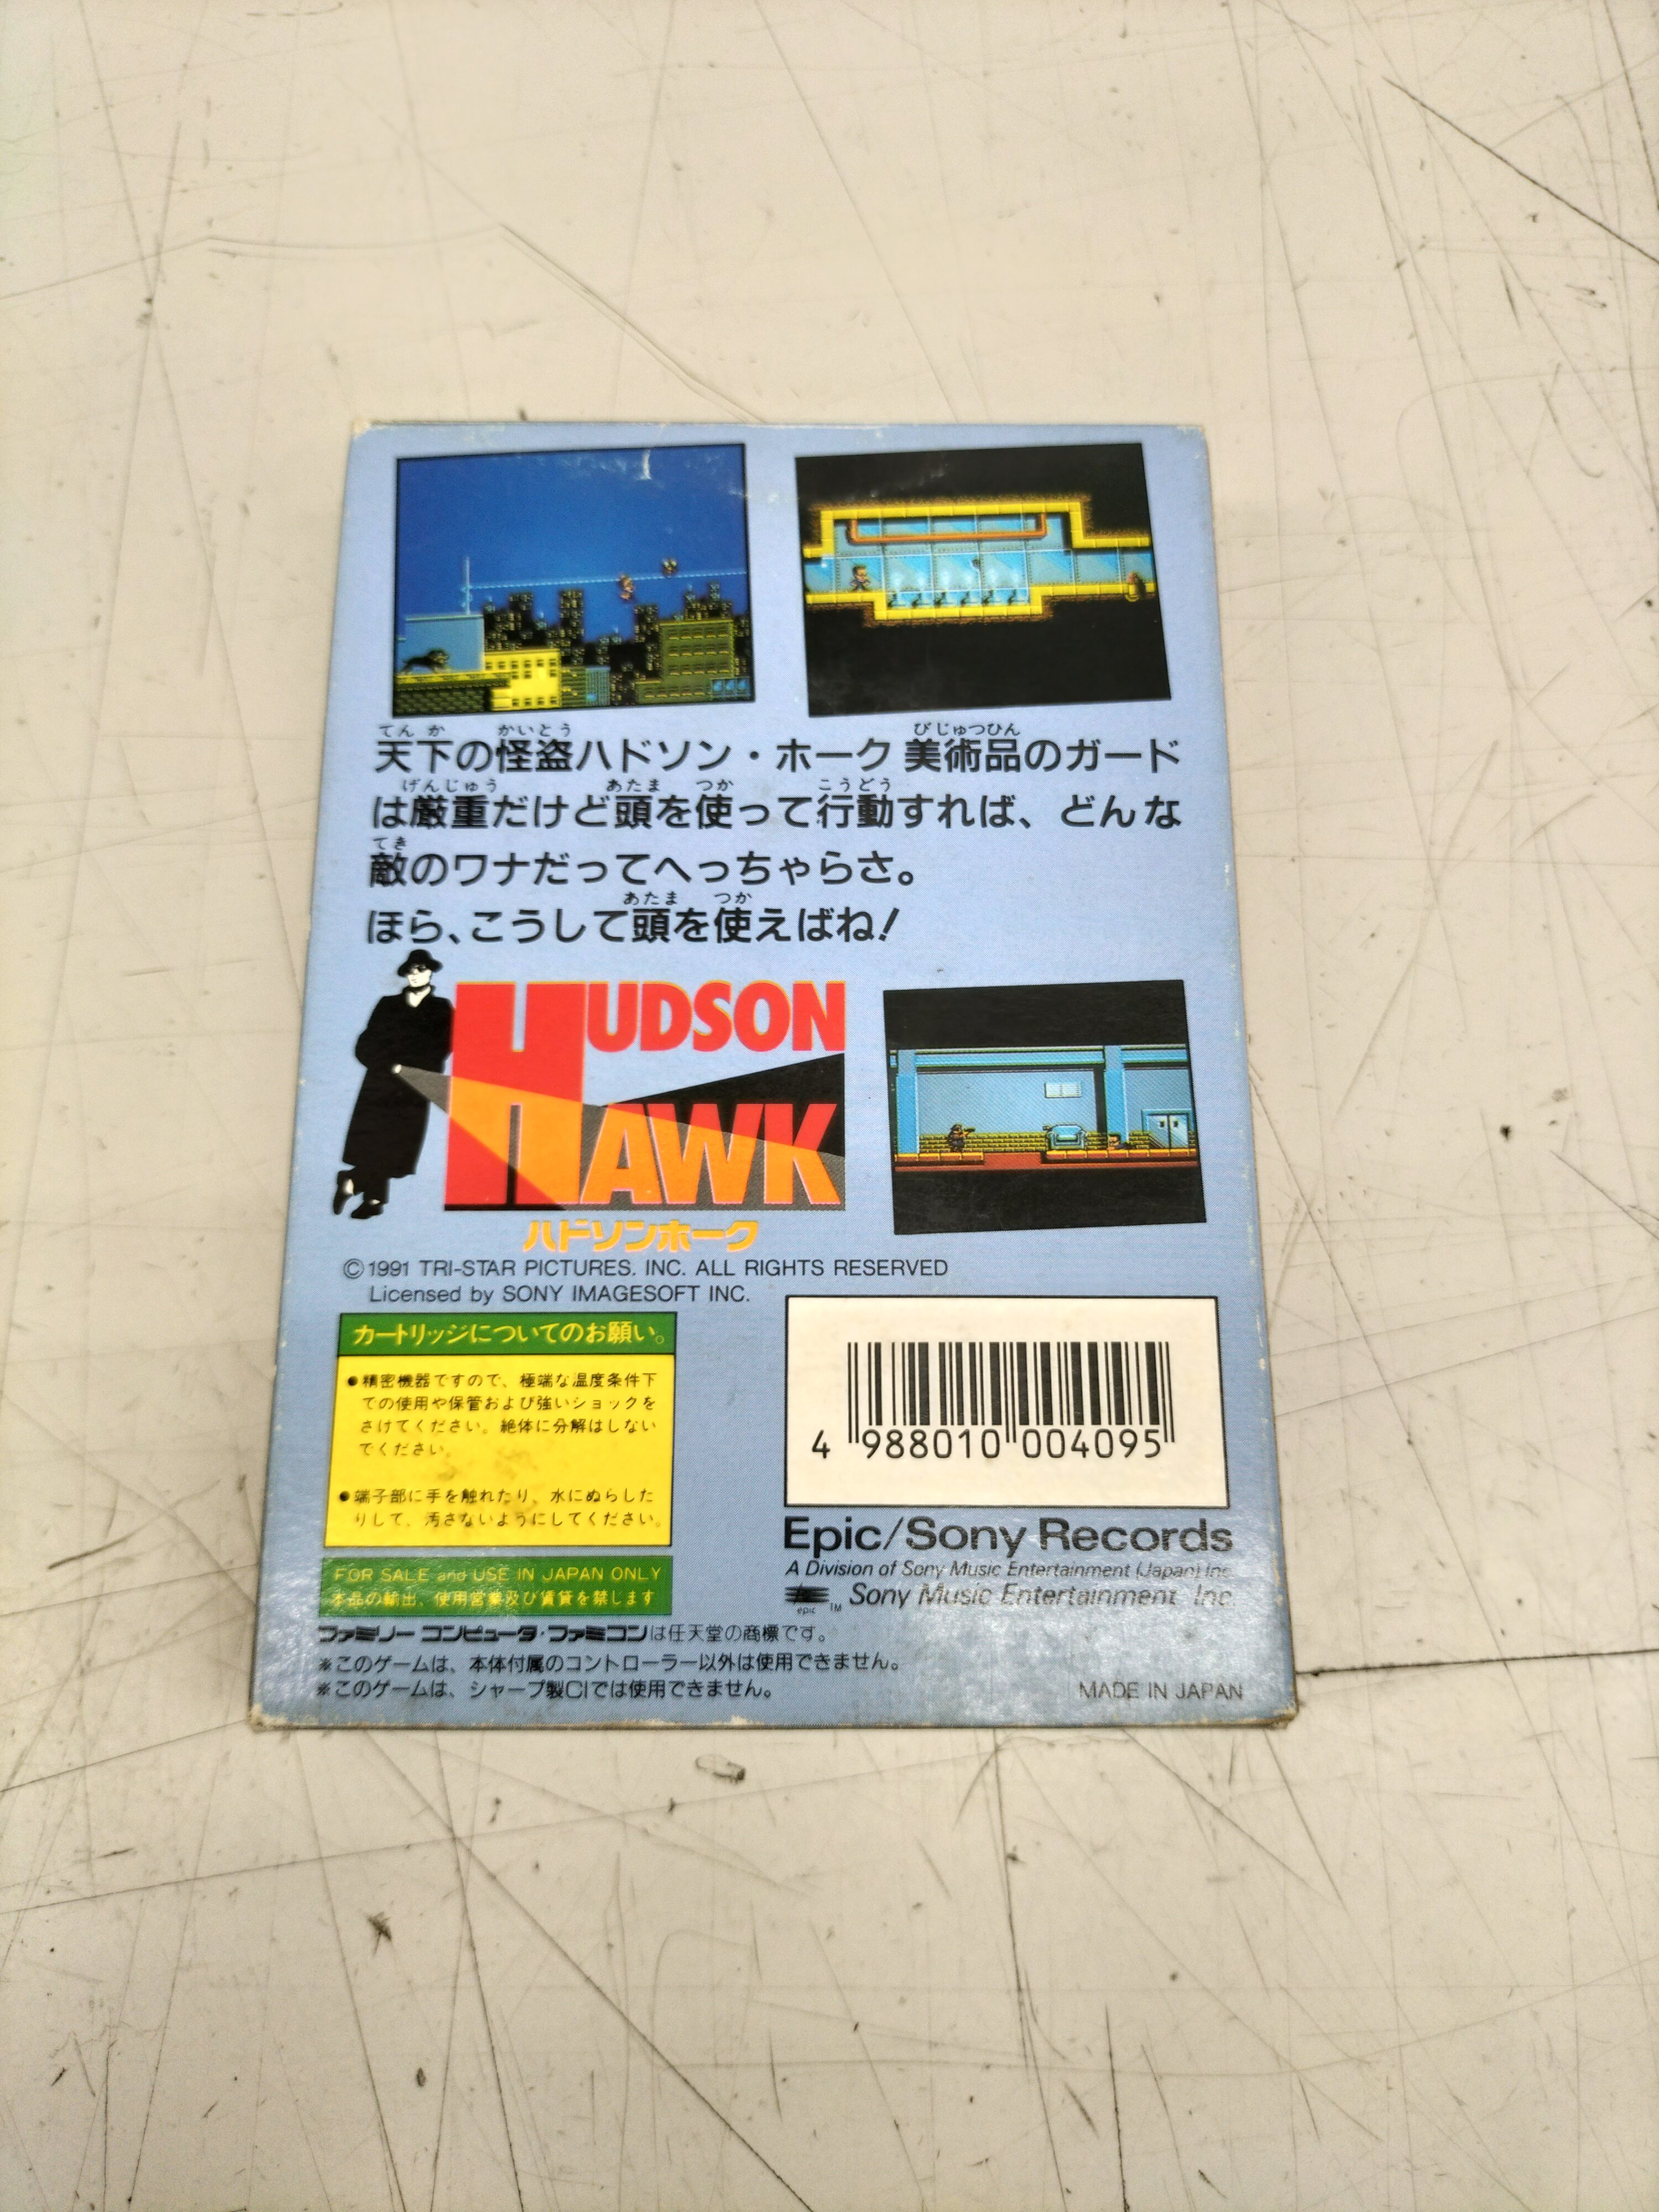 天下の怪盗ハドソン・ホーク 美術品のガード
は厳重だけど頭を使って行動すれば、どんな
敵のワナだってへっちゃらさ。
ほら、こうして頭を使えばね!
HUDSON
HAWK
ハドソンホーク
©1991 TRI-STAR PICTURES. INC. ALL RIGHTS RESERVED
Licensed by SONY IMAGESOFT INC.
カートリッジについてのお願い。
●精密機器ですので、極端な温度条件下
での使用や保管および強いショックを
さけてください。絶体に分解はしない
でください。
●端子部に手を触れたり、水にぬらした
りして、汚さないようにしてください。
FOR SALE and USE IN JAPAN ONLY
本品の輸出、使用営業及び賃貸を禁じます
4 988010 004095
Epic/Sony Records
A Division of Sony Music Entertainment (Japan) Inc.
epic TM Sony Music Entertainment Inc.
ファミリーコンピュータ・ファミコンは任天堂の商標です。
※このゲームは、本体付属のコントローラー以外は使用できません。
※このゲームは、シャープ製C1では使用できません。
MADE IN JAPAN